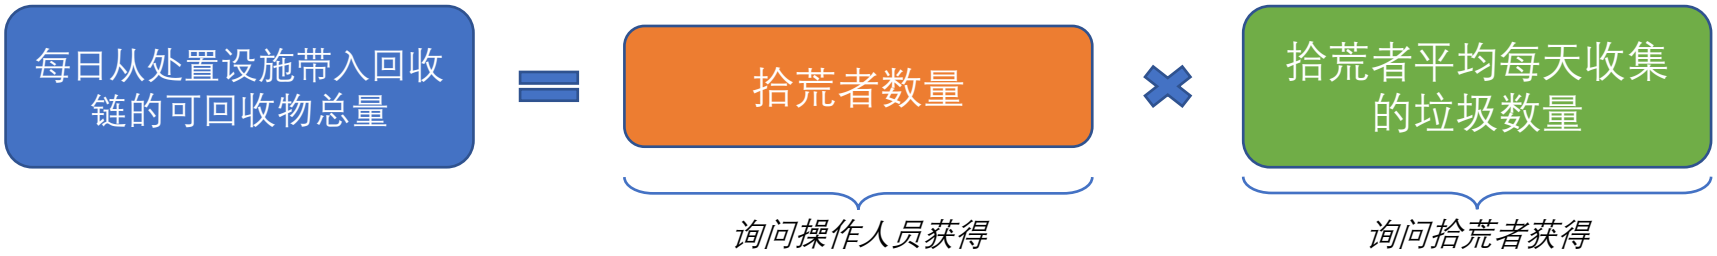 每日从处置设施带入回收
链的可回收物总量
拾荒者数量
拾荒者平均每天收集
的垃圾数量
询问操作人员获得
询问拾荒者获得